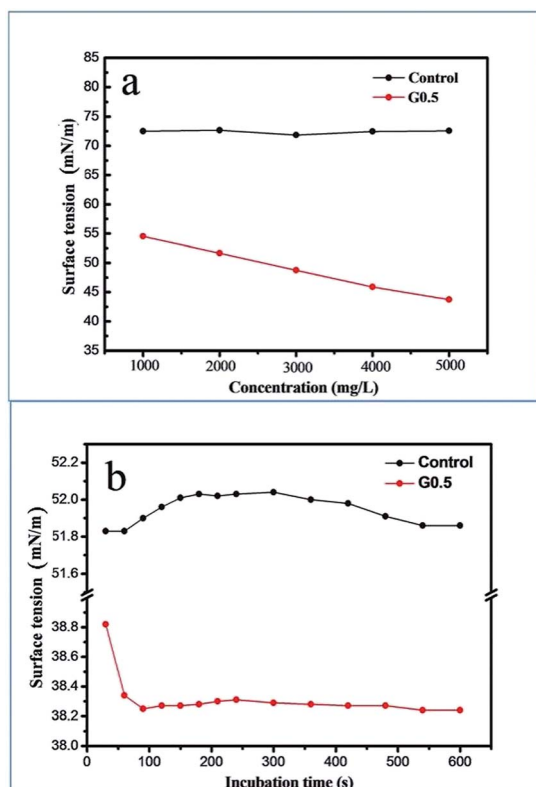 a
Control
G0.5
85
80
75
70
65
60
55
50
45
40
35
Surface tension (mN/m)
1000 2000 3000 4000 5000
Concentration (mg/L)
b
Control
G0.5
52.2
52.0
51.8
51.6
38.8
38.6
38.4
38.2
38.0
Surface tension (mN/m)
0 100 200 300 400 500 600
Incubation time (s)